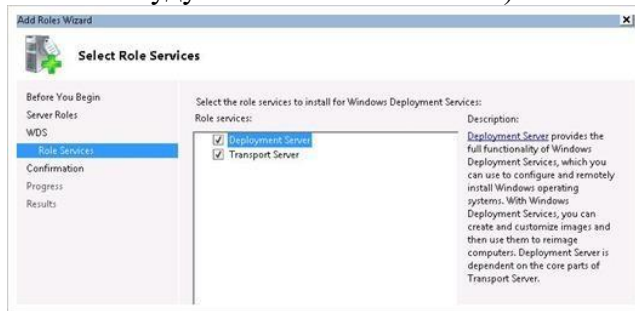 Add Roles Wizard
Select Role Services
Before You Begin
Server Roles
WDS
Role Services
Confirmation
Progress
Results
Select the role services to install for Windows Deployment Services:
Role services:
Deployment Server
Transport Server
Description:
Deployment Server provides the
full functionality of Windows
Deployment Services, which you
can use to configure and remotely
install Windows operating
systems. With Windows
Deployment Services, you can
create and customize images and
then use them to reimage
computers. Deployment Server is
dependent on the core parts of
Transport Server.